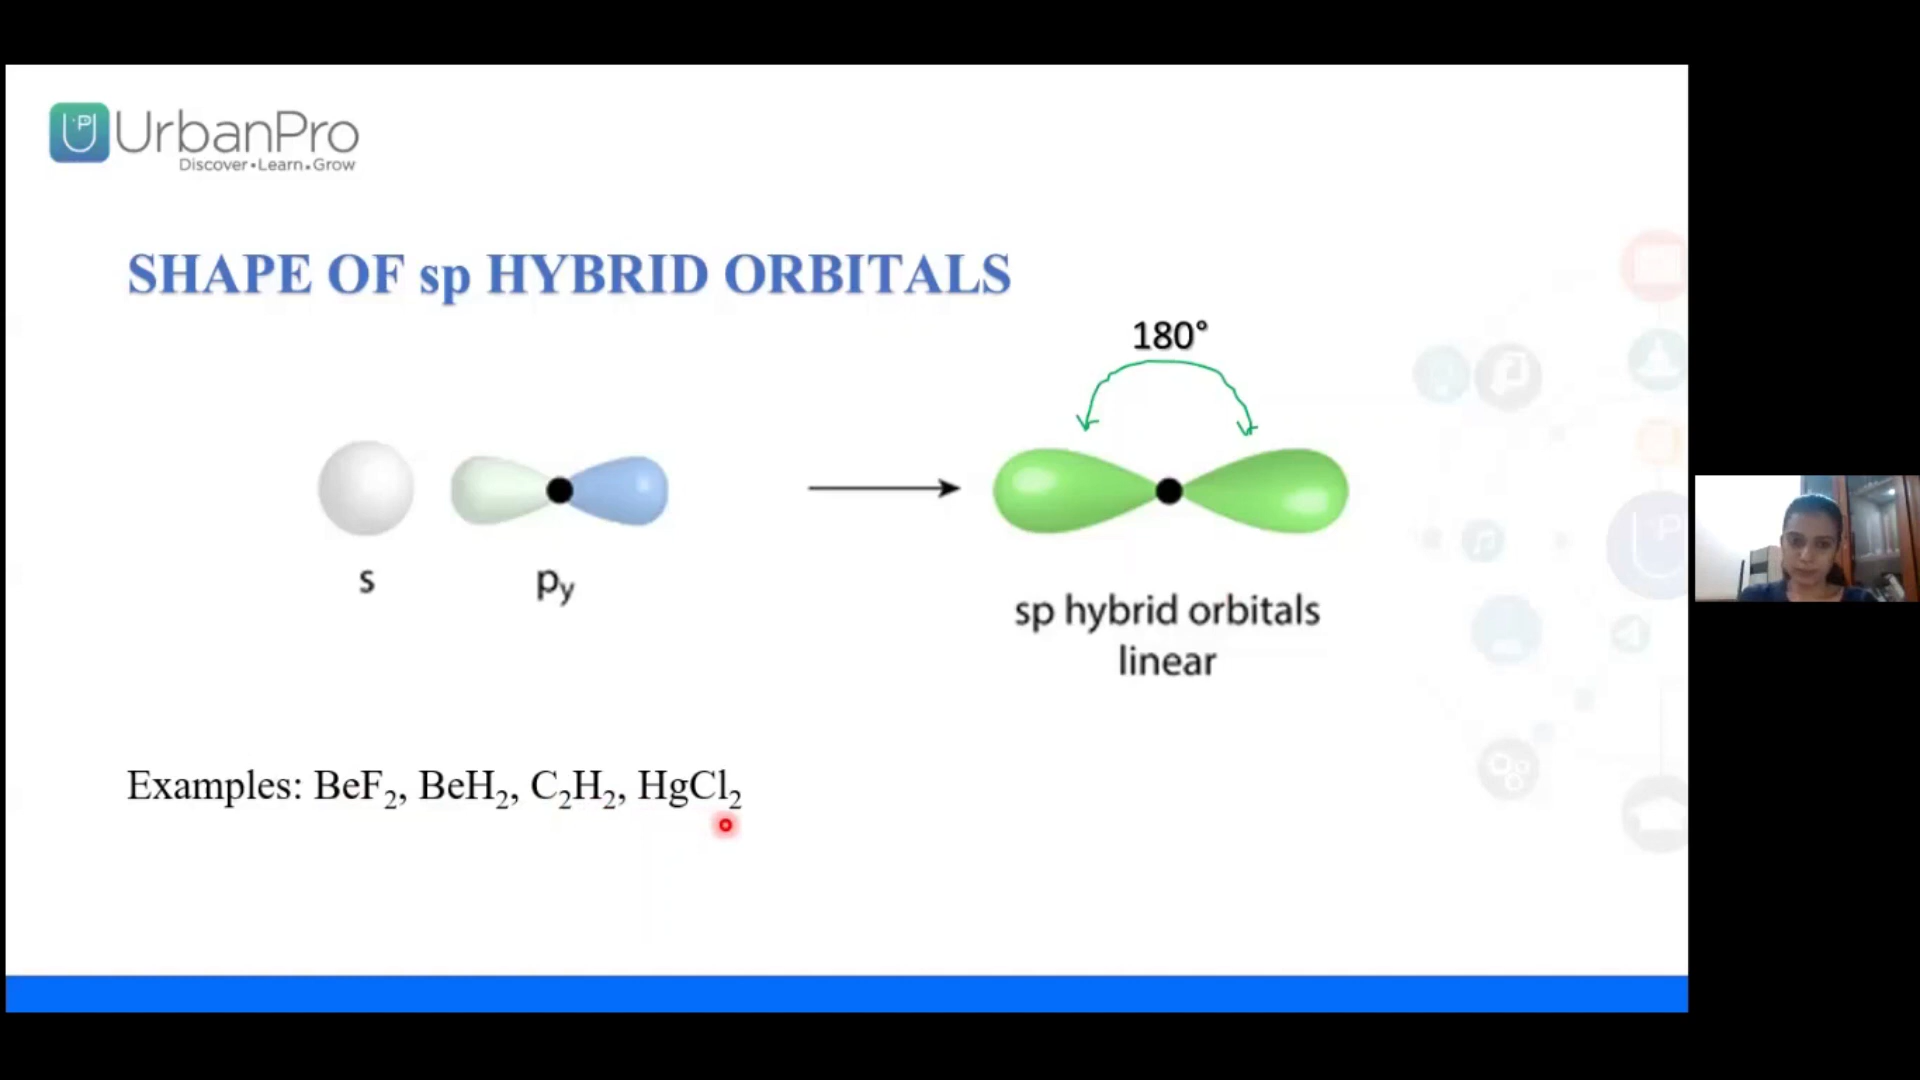 UrbanPro
Discover•Learn•Grow
SHAPE OF sp HYBRID ORBITALS
180°
s
pᵧ
sp hybrid orbitals
linear
Examples: BeF₂, BeH₂, C₂H₂, HgCl₂